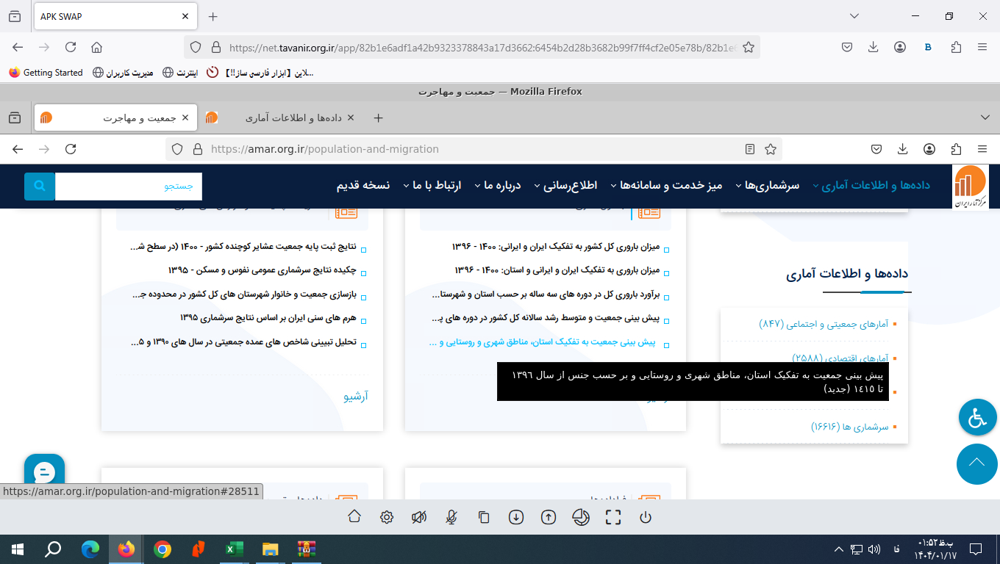 APK SWAP
https://net.tavanir.org.ir/app/82b1e6adf1a42b9323378843a17d3662:6454b2d28b3682b99f7ff4cf2e05e78b/82b1e6
Getting Started
مدیریت کاربران
اینترنت
...لاین【ابزار فارسی ساز!!】
جمعیت و مهاجرت — Mozilla Firefox
جمعیت و مهاجرت
داده‌ها و اطلاعات آماری
https://amar.org.ir/population-and-migration
مرکز آمار ایران
داده‌ها و اطلاعات آماری
سرشماری‌ها
میز خدمت و سامانه‌ها
اطلاع‌رسانی
درباره ما
ارتباط با ما
نسخه قدیم
جستجو
داده‌ها و اطلاعات آماری
آمارهای جمعیتی و اجتماعی (۸۴۷)
آمارهای اقتصادی (۲۵۸۸)
سرشماری ها (۱۶۶۱۶)
میزان باروری کل کشور به تفکیک ایران و ایرانی: ۱۴۰۰ - ۱۳۹۶
میزان باروری به تفکیک ایران و ایرانی و استان: ۱۴۰۰ - ۱۳۹۶
برآورد باروری کل در دوره های سه ساله بر حسب استان و شهرستا...
پیش بینی جمعیت و متوسط رشد سالانه کل کشور در دوره های پ...
پیش بینی جمعیت به تفکیک استان، مناطق شهری و روستایی و ...
پیش بینی جمعیت به تفکیک استان، مناطق شهری و روستایی و بر حسب جنس از سال ١٣٩٦
تا ١٤١٥ (جدید)
نتایج ثبت پایه جمعیت عشایر کوچنده کشور - ۱۴۰۰ (در سطح ش...
چکیده نتایج سرشماری عمومی نفوس و مسکن - ۱۳۹۵
بازسازی جمعیت و خانوار شهرستان های کل کشور در محدوده ج...
هرم های سنی ایران بر اساس نتایج سرشماری ۱۳۹۵
تحلیل تبیینی شاخص های عمده جمعیتی در سال های ۱۳۹۰ و ۵...
آرشیو
https://amar.org.ir/population-and-migration#28511
فا
۰۱:۵۲ ب.ظ
۱۴۰۴/۰۱/۱۷